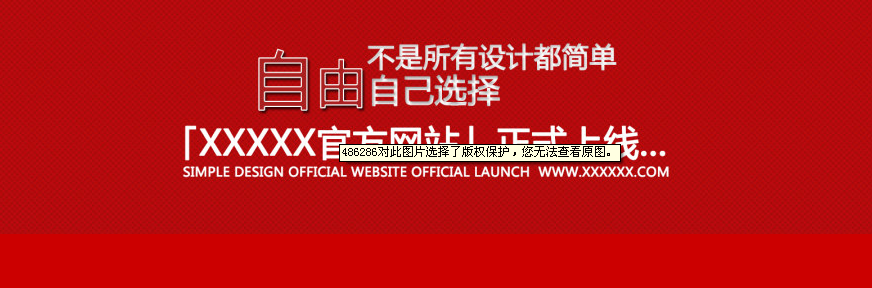 自由
不是所有设计都简单
自己选择
「XXXXX官方网站」正式上线...
486286对此图片选择了版权保护，您无法查看原图。
SIMPLE DESIGN OFFICIAL WEBSITE OFFICIAL LAUNCH WWW.XXXXXX.COM